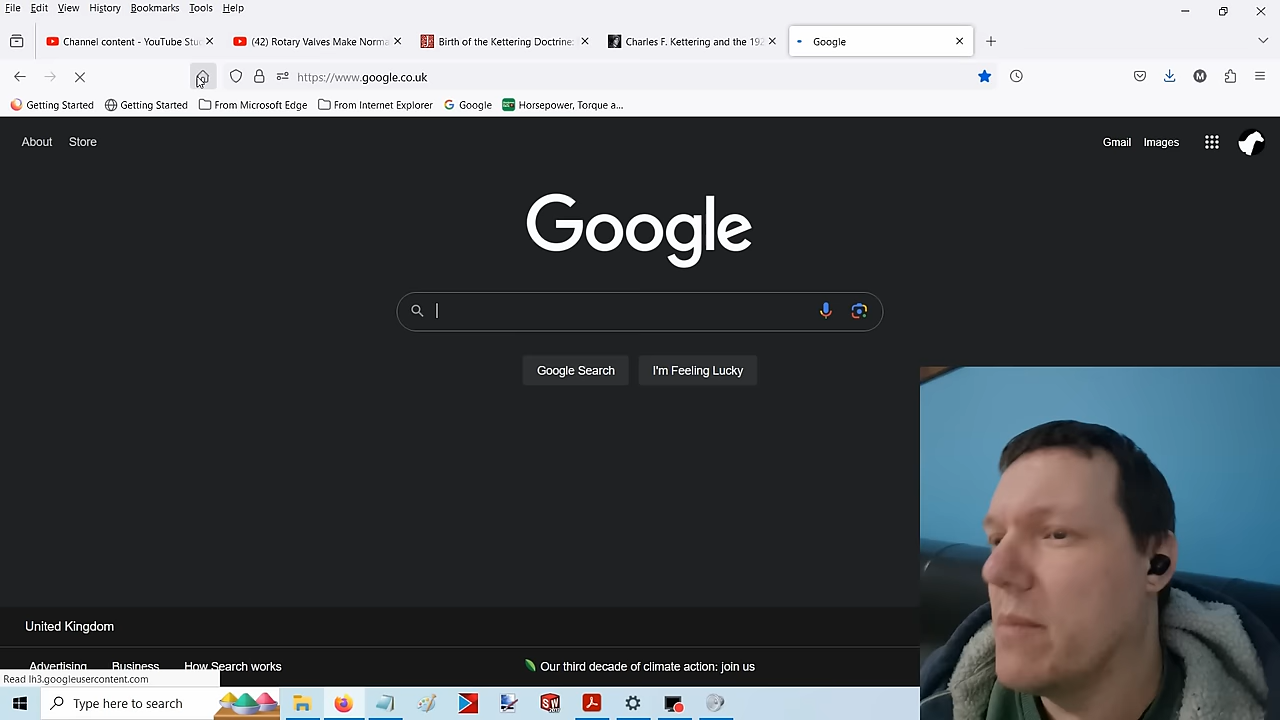 File Edit View History Bookmarks Tools Help
Channel content - YouTube Stu
(42) Rotary Valves Make Norma
Birth of the Kettering Doctrine:
Charles F. Kettering and the 192
Google
https://www.google.co.uk
M
Getting Started
Getting Started
From Microsoft Edge
From Internet Explorer
Google
Horsepower, Torque a...
About Store
Gmail Images
Google
Google Search I'm Feeling Lucky
United Kingdom
Advertising Business How Search works Our third decade of climate action: join us
Read lh3.googleusercontent.com
Type here to search